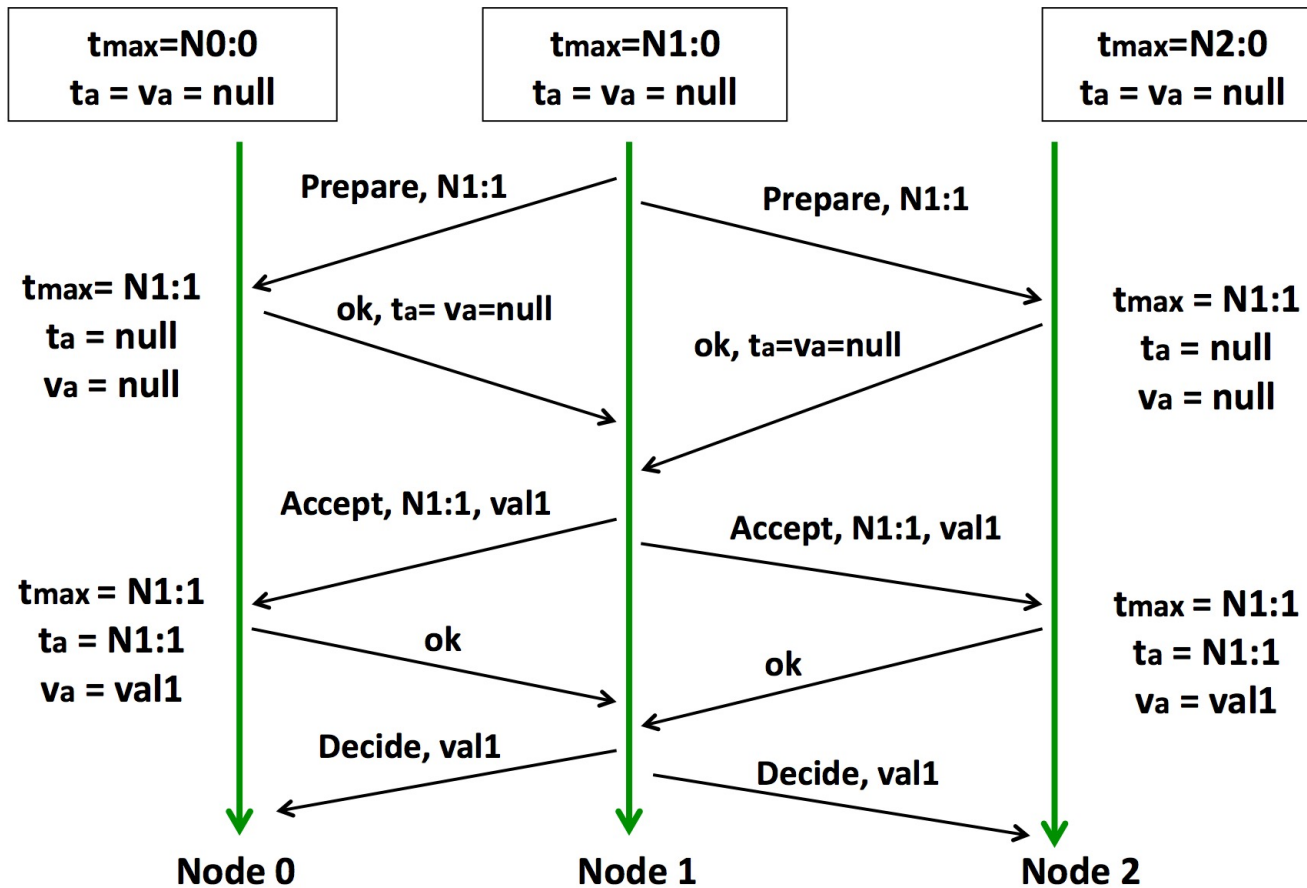 tmax=N0:0
ta = va = null
tmax=N1:0
ta = va = null
tmax=N2:0
ta = va = null
Prepare, N1:1
Prepare, N1:1
tmax= N1:1
ta = null
va = null
ok, ta= va=null
ok, ta=va=null
tmax = N1:1
ta = null
va = null
Accept, N1:1, val1
Accept, N1:1, val1
tmax = N1:1
ta = N1:1
va = val1
ok
ok
tmax = N1:1
ta = N1:1
va = val1
Decide, val1
Decide, val1
Node 0
Node 1
Node 2